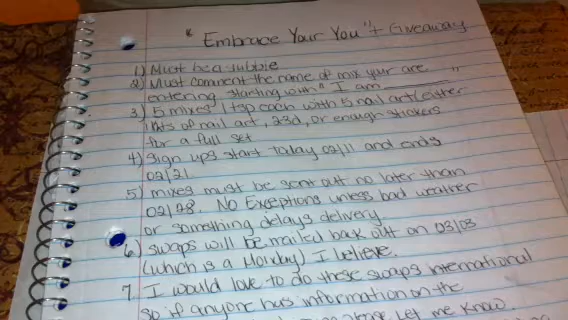 " Embrace Your You "+ Giveaway
1) Must be a subbie
2) Must comment the name of mix your are
entering starting with " I am ________ "
3) 5 mixes 1 tsp each with 5 nail art (either
lots of nail art, 23d, or enough stickers
for a full set
4) Sign ups start today 02/11 and ends
02/21
5) mixes must be sent out no later than
02/28. No Exceptions unless bad weather
or something delays delivery
6) swaps will be mailed back out on 03/03
(which is a Monday) I believe.
7. I would love to do these swaps international
so if anyone has information on the
let me know.